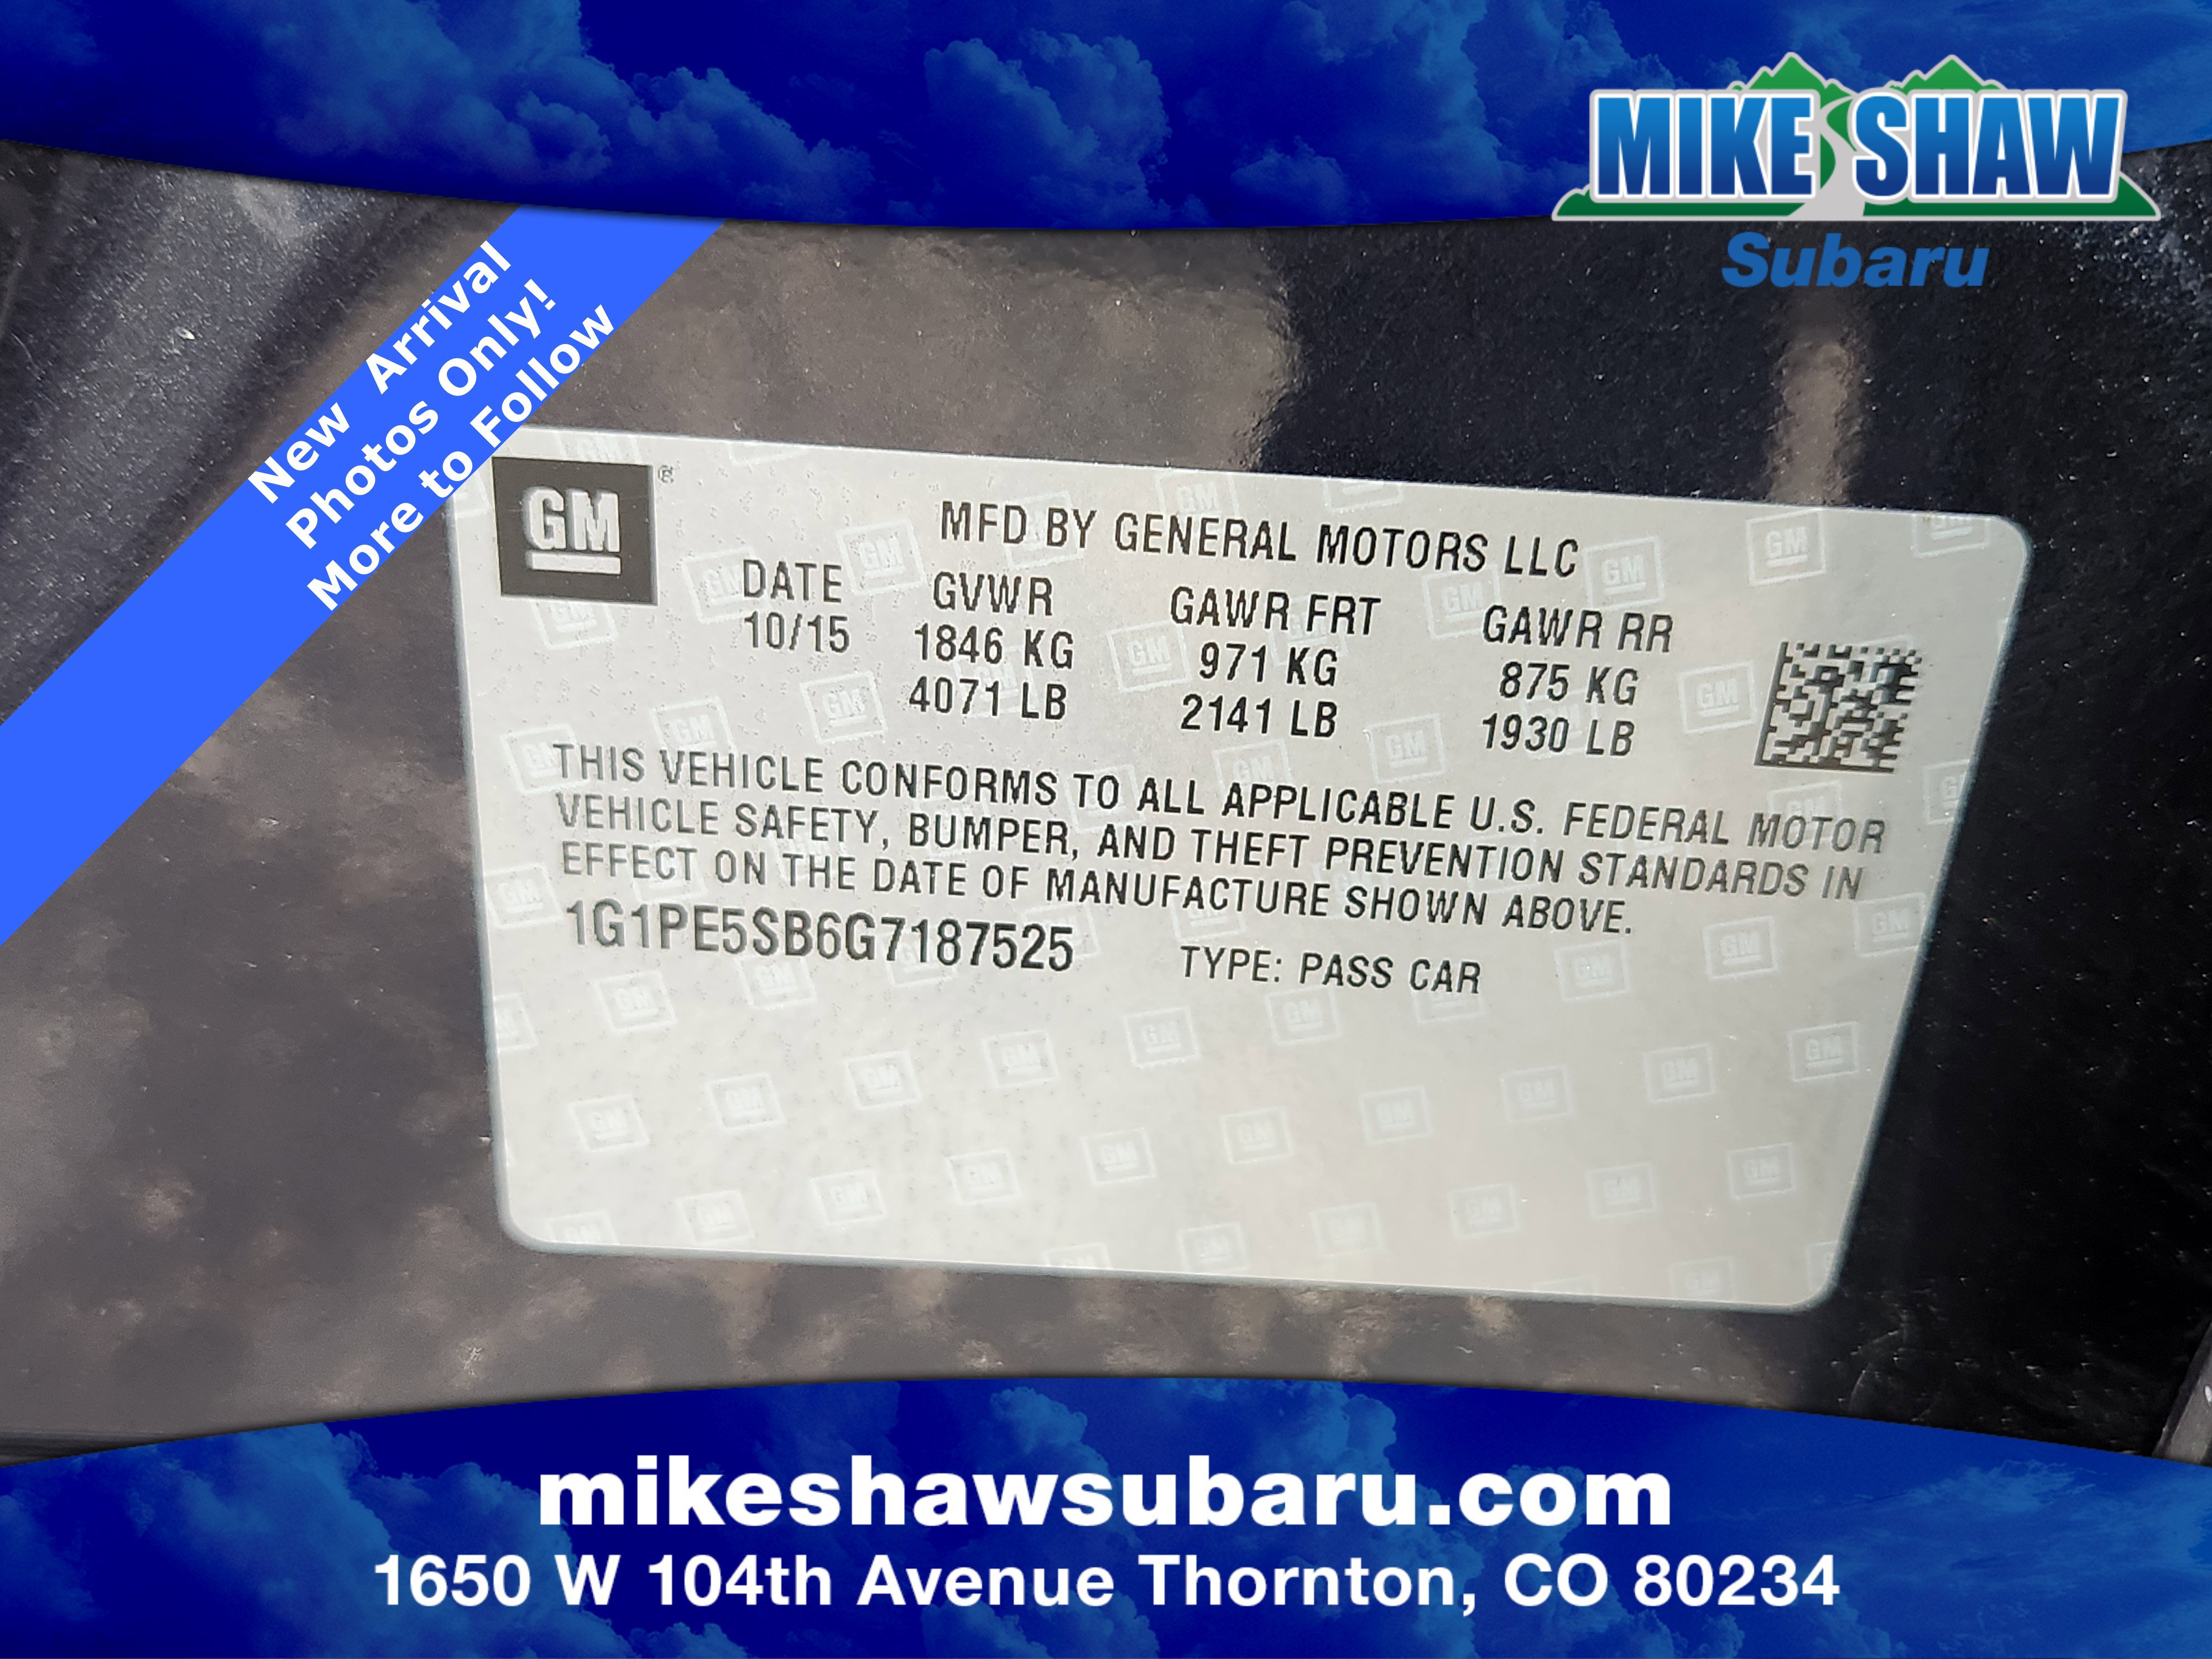 MIKE SHAW
Subaru
New Arrival
Photos Only!
More to Follow
GM ®
MFD BY GENERAL MOTORS LLC
DATE GVWR GAWR FRT GAWR RR
10/15 1846 KG 971 KG 875 KG
4071 LB 2141 LB 1930 LB
THIS VEHICLE CONFORMS TO ALL APPLICABLE U.S. FEDERAL MOTOR
VEHICLE SAFETY, BUMPER, AND THEFT PREVENTION STANDARDS IN
EFFECT ON THE DATE OF MANUFACTURE SHOWN ABOVE.
1G1PE5SB6G7187525 TYPE: PASS CAR
mikeshawsubaru.com
1650 W 104th Avenue Thornton, CO 80234